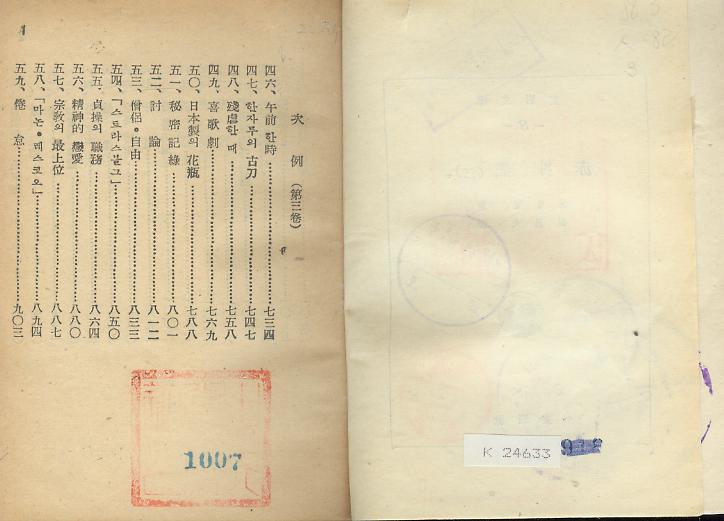 次例(第三卷)
四六、午前한時……七三四
四七、한자루의古刀……七四七
四八、殘虐한때……七五八
四九、喜歌劇……七六九
五〇、日本製의花瓶……七八八
五一、秘密記綠……八〇一
五二、討論……八一二
五三、僧侶・自由……八三三
五四、「스트라스불그」……八五〇
五五、貞操의職務……八六四
五六、精神的戀愛……八八〇
五七、宗敎의最上位……八八七
五八、「마논・레스코오」……八九四
五九、倦怠……九〇三
1007
K 24633